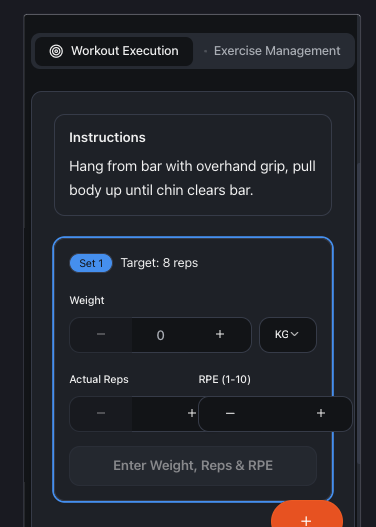 Workout Execution
Exercise Management
Instructions
Hang from bar with overhand grip, pull
body up until chin clears bar.
Set 1 Target: 8 reps
Weight
− 0 + KG
Actual Reps RPE (1-10)
− + − +
Enter Weight, Reps & RPE
+